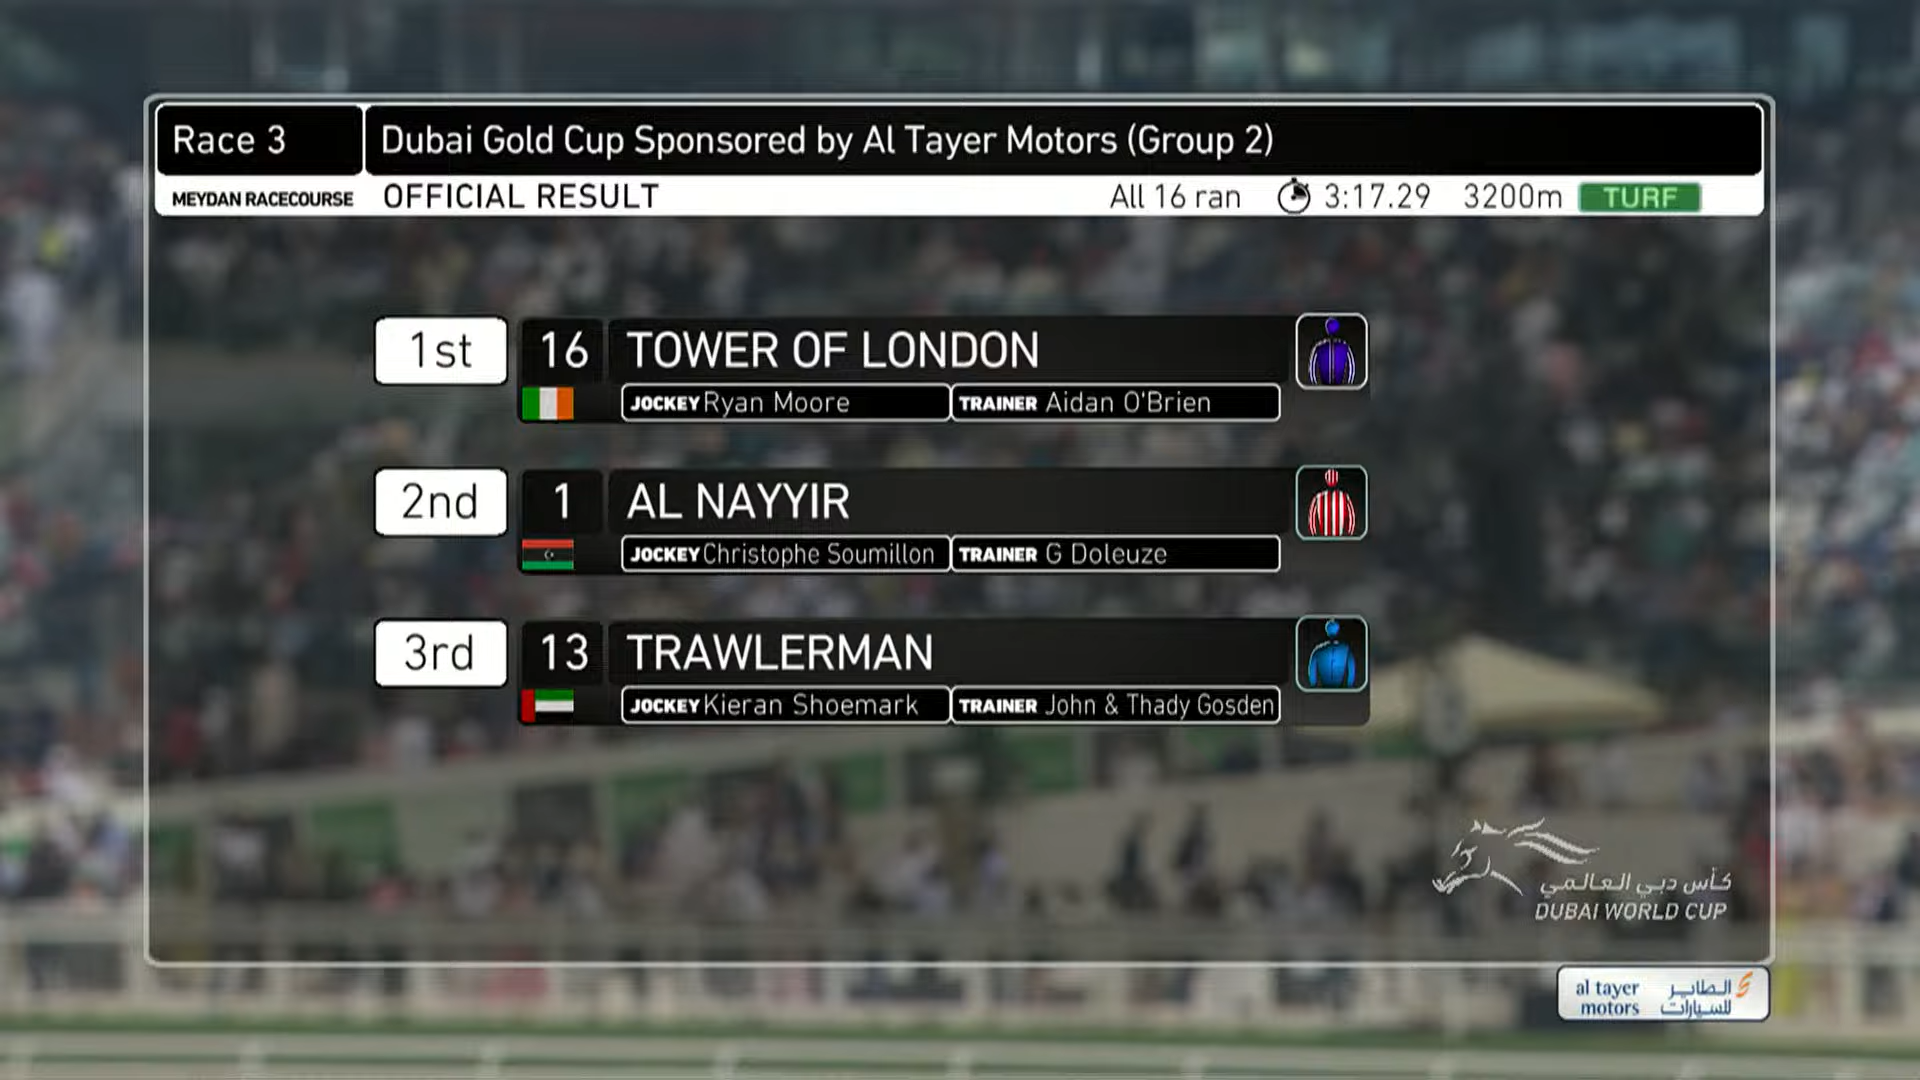 Race 3
Dubai Gold Cup Sponsored by Al Tayer Motors (Group 2)
MEYDAN RACECOURSE
OFFICIAL RESULT
All 16 ran
3:17.29
3200m
TURF
1st
16
TOWER OF LONDON
JOCKEY Ryan Moore
TRAINER Aidan O'Brien
2nd
1
AL NAYYIR
JOCKEY Christophe Soumillon
TRAINER G Doleuze
3rd
13
TRAWLERMAN
JOCKEY Kieran Shoemark
TRAINER John & Thady Gosden
كأس دبي العالمي
DUBAI WORLD CUP
al tayer
motors
الطاير
للسيارات